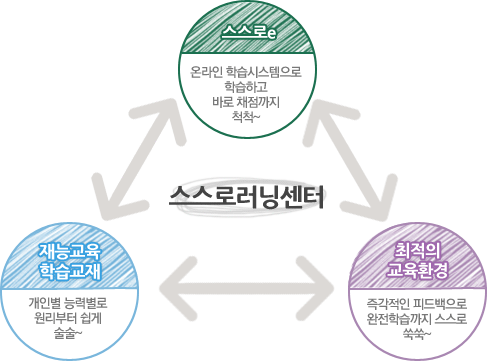 스스로e
온라인 학습시스템으로
학습하고
바로 채점까지
척척~
스스로러닝센터
재능교육
학습교재
개인별 능력별로
원리부터 쉽게
술술~
최적의
교육환경
즉각적인 피드백으로
완전학습까지 스스로
쑥쑥~